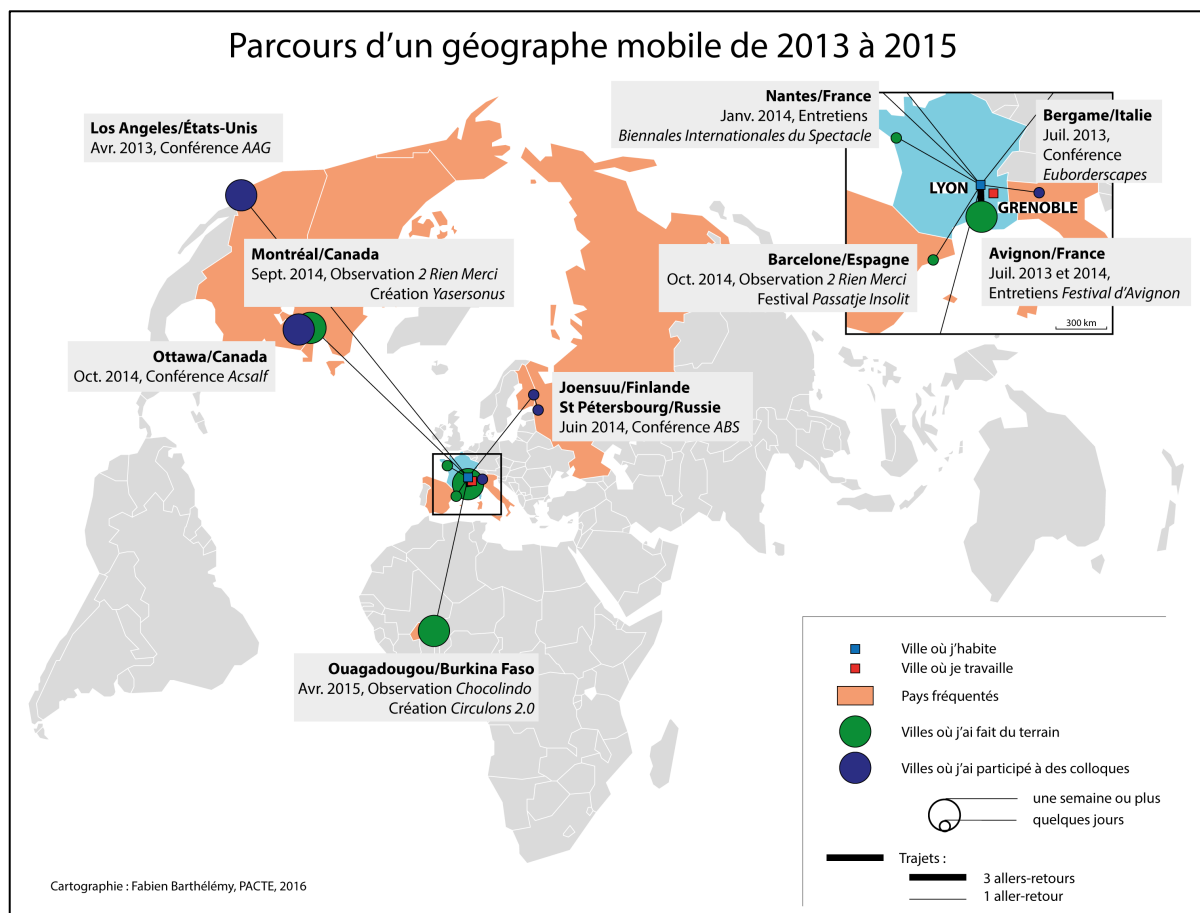 Parcours d'un géographe mobile de 2013 à 2015
Los Angeles/États-Unis
Avr. 2013, Conférence AAG
Montréal/Canada
Sept. 2014, Observation 2 Rien Merci
Création Yasersonus
Ottawa/Canada
Oct. 2014, Conférence Acsalf
Joensuu/Finlande
St Pétersbourg/Russie
Juin 2014, Conférence ABS
Ouagadougou/Burkina Faso
Avr. 2015, Observation Chocolindo
Création Circulons 2.0
Nantes/France
Janv. 2014, Entretiens
Biennales Internationales du Spectacle
Bergame/Italie
Juil. 2013,
Conférence
Euborderscapes
LYON
GRENOBLE
Barcelone/Espagne
Oct. 2014, Observation 2 Rien Merci
Festival Passatje Insolit
Avignon/France
Juil. 2013 et 2014,
Entretiens Festival d'Avignon
300 km
Ville où j'habite
Ville où je travaille
Pays fréquentés
Villes où j'ai fait du terrain
Villes où j'ai participé à des colloques
une semaine ou plus
quelques jours
Trajets :
3 allers-retours
1 aller-retour
Cartographie : Fabien Barthélémy, PACTE, 2016